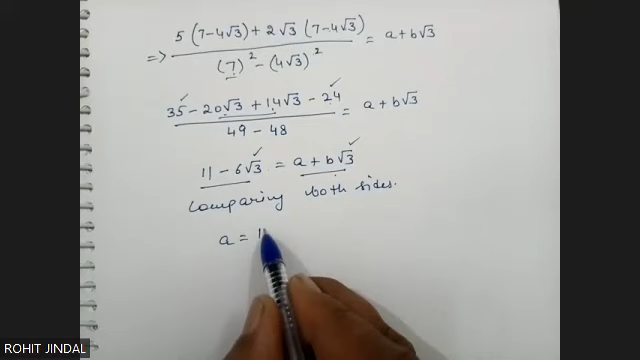 => 5 (7-4√3) + 2√3 (7-4√3) / (7)² - (4√3)² = a+b√3
35 - 20√3 + 14√3 - 24 / 49 - 48 = a+b√3
11 - 6√3 = a+b√3
Comparing both sides.
a = 1
ROHIT JINDAL